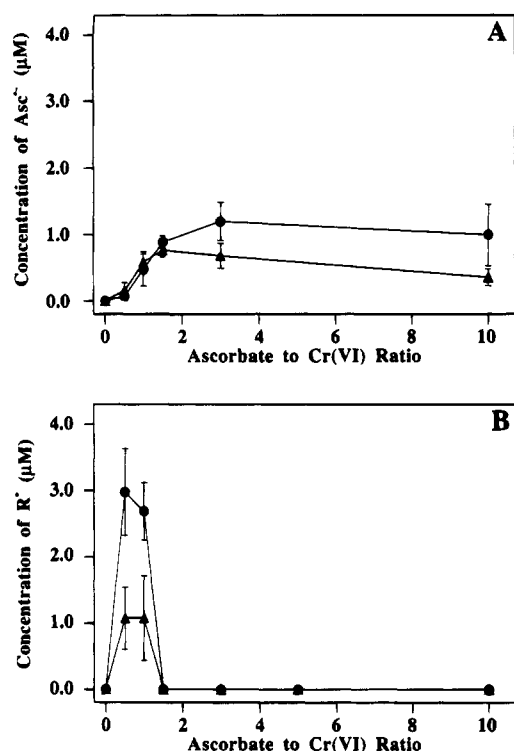 A
4.0
3.0
2.0
1.0
0.0
Concentration of Asc•- (μM)
0 2 4 6 8 10
Ascorbate to Cr(VI) Ratio
B
4.0
3.0
2.0
1.0
0.0
Concentration of R• (μM)
0 2 4 6 8 10
Ascorbate to Cr(VI) Ratio